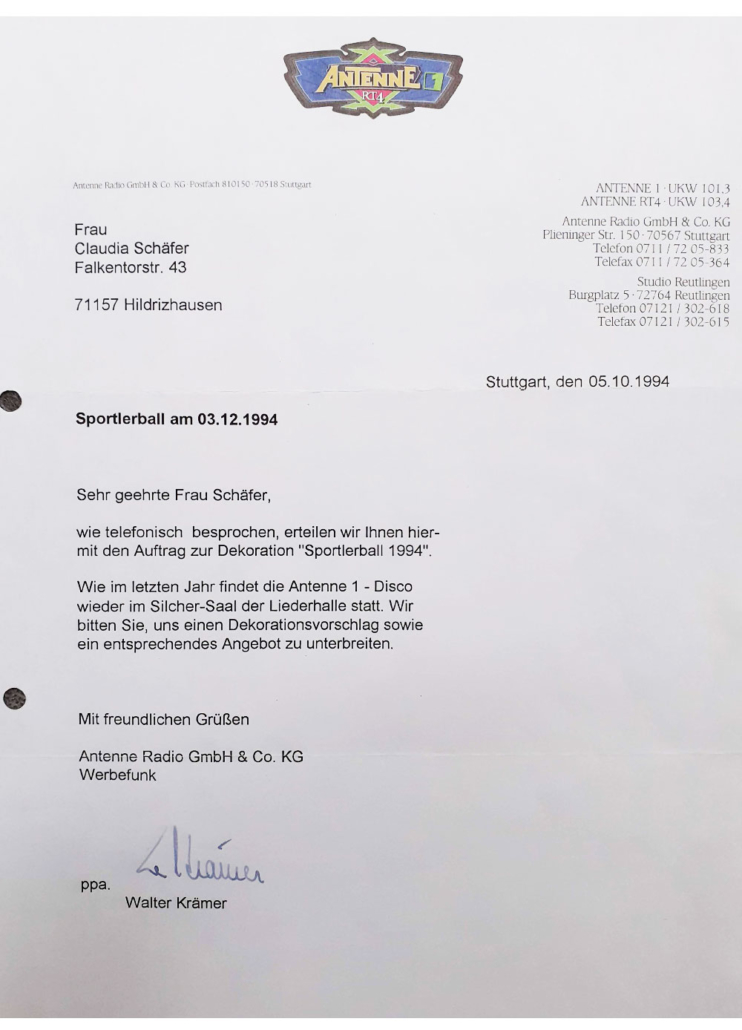 ANTENNE 1
RT4
Antenne Radio GmbH & Co. KG · Postfach 810150 · 70518 Stuttgart
ANTENNE 1 · UKW 101,3
ANTENNE RT4 · UKW 103,4
Antenne Radio GmbH & Co. KG
Plieninger Str. 150 · 70567 Stuttgart
Telefon 0711 / 72 05-833
Telefax 0711 / 72 05-364
Studio Reutlingen
Burgplatz 5 · 72764 Reutlingen
Telefon 07121 / 302-618
Telefax 07121 / 302-615
Frau
Claudia Schäfer
Falkentorstr. 43
71157 Hildrizhausen
Stuttgart, den 05.10.1994
Sportlerball am 03.12.1994
Sehr geehrte Frau Schäfer,
wie telefonisch besprochen, erteilen wir Ihnen hier-
mit den Auftrag zur Dekoration "Sportlerball 1994".
Wie im letzten Jahr findet die Antenne 1 - Disco
wieder im Silcher-Saal der Liederhalle statt. Wir
bitten Sie, uns einen Dekorationsvorschlag sowie
ein entsprechendes Angebot zu unterbreiten.
Mit freundlichen Grüßen
Antenne Radio GmbH & Co. KG
Werbefunk
ppa.
Walter Krämer